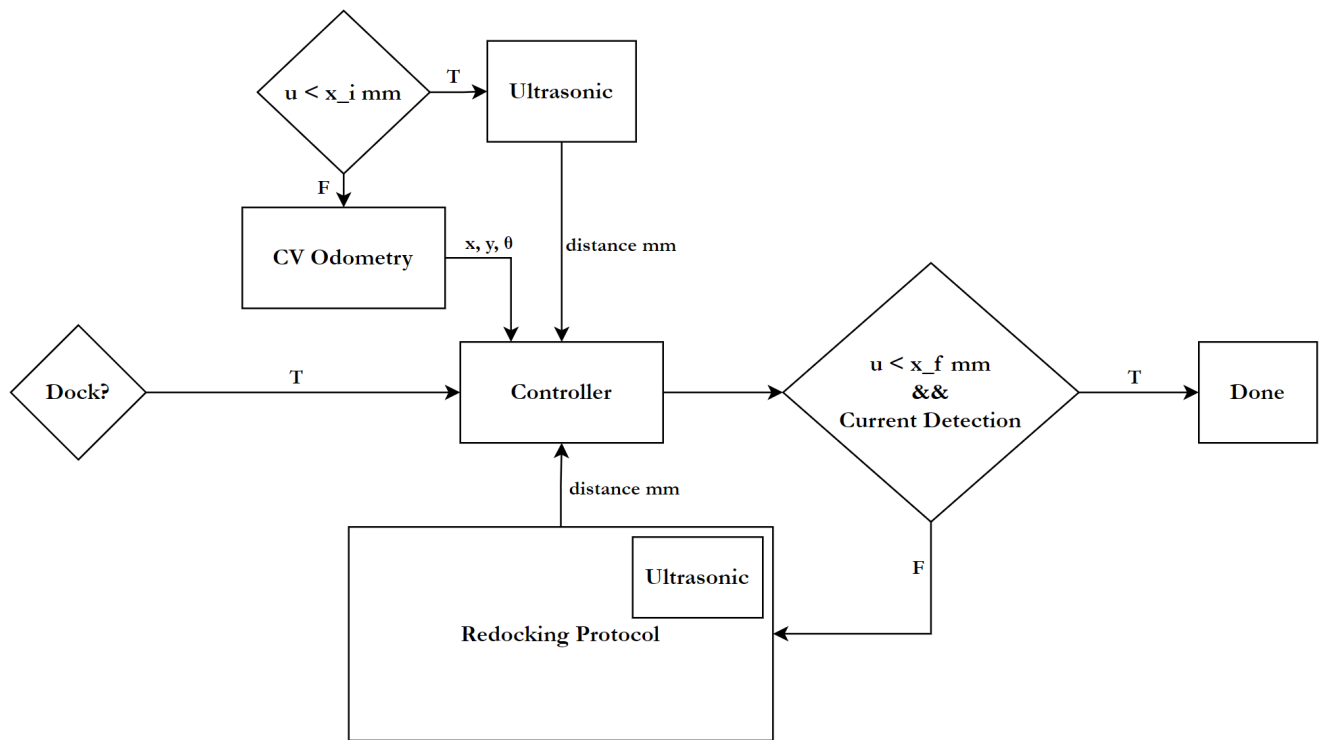 u < x_i mm
T
Ultrasonic
F
CV Odometry
x, y, θ
distance mm
Dock?
T
Controller
u < x_f mm
&&
Current Detection
T
Done
distance mm
F
Ultrasonic
Redocking Protocol